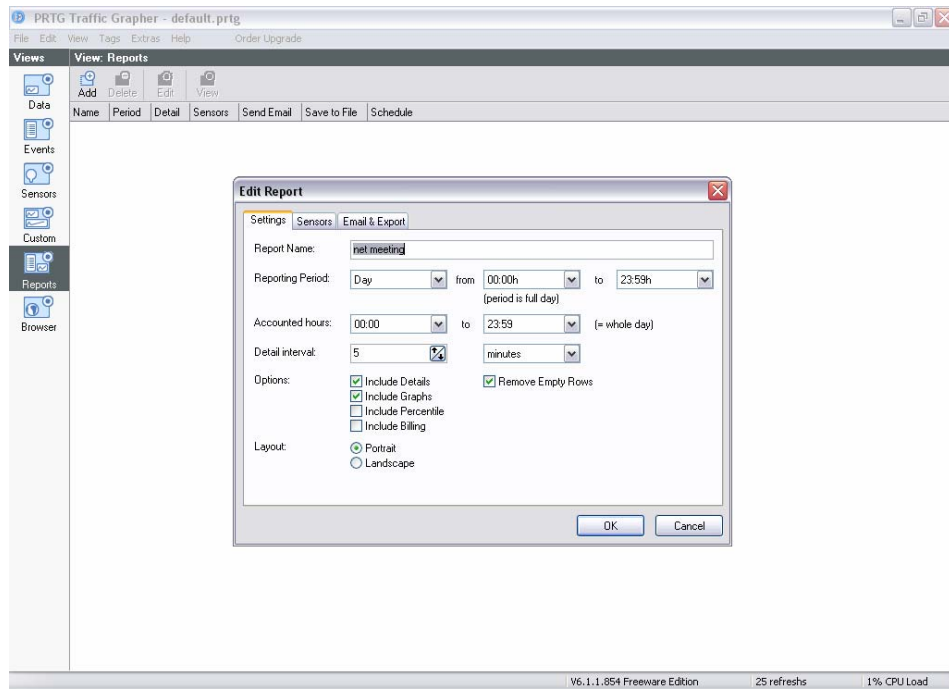 PRTG Traffic Grapher - default.prtg
File Edit View Tags Extras Help Order Upgrade
Views View: Reports
Add Delete Edit View
Name Period Detail Sensors Send Email Save to File Schedule
Data
Events
Sensors
Custom
Reports
Browser
Edit Report
Settings Sensors Email & Export
Report Name: net meeting
Reporting Period: Day from 00:00h to 23:59h
(period is full day)
Accounted hours: 00:00 to 23:59 (= whole day)
Detail interval: 5 minutes
Options: Include Details Remove Empty Rows
Include Graphs
Include Percentile
Include Billing
Layout: Portrait
Landscape
OK Cancel
V6.1.1.854 Freeware Edition 25 refreshs 1% CPU Load